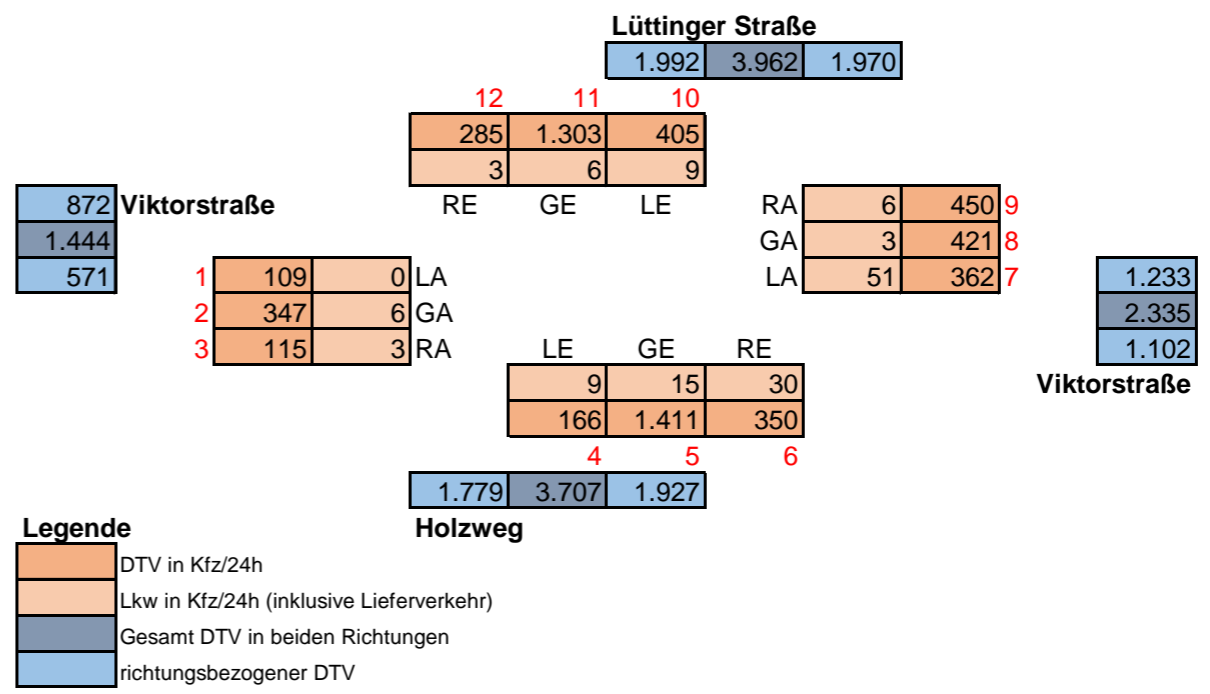 Lüttinger Straße
1.992 3.962 1.970
12 11 10
285 1.303 405
3 6 9
872 Viktorstraße RE GE LE RA 6 450 9
1.444 GA 3 421 8
571 1 109 0 LA LA 51 362 7 1.233
2 347 6 GA 2.335
3 115 3 RA LE GE RE 1.102
9 15 30 Viktorstraße
166 1.411 350
4 5 6
1.779 3.707 1.927
Legende Holzweg
DTV in Kfz/24h
Lkw in Kfz/24h (inklusive Lieferverkehr)
Gesamt DTV in beiden Richtungen
richtungsbezogener DTV